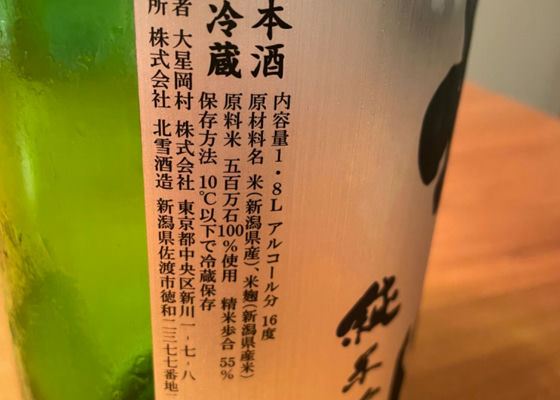 純米
本酒
冷蔵
内容量1・8L アルコール分 16度
原材料名 米(新潟県産)、米麹(新潟県産米)
原料米 五百万石100%使用 精米歩合 55%
保存方法 10℃以下で冷蔵保存
者 大星岡村 株式会社 東京都中央区新川一-七-八
所 株式会社 北雪酒造 新潟県佐渡市徳和二三七七番地二